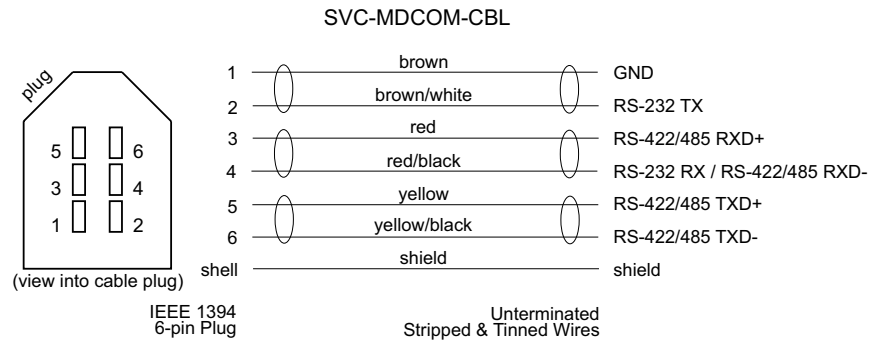 SVC-MDCOM-CBL
plug
5 6
3 4
1 2
(view into cable plug)
1 brown GND
2 brown/white RS-232 TX
3 red RS-422/485 RXD+
4 red/black RS-232 RX / RS-422/485 RXD-
5 yellow RS-422/485 TXD+
6 yellow/black RS-422/485 TXD-
shell shield shield
IEEE 1394
6-pin Plug
Unterminated
Stripped & Tinned Wires